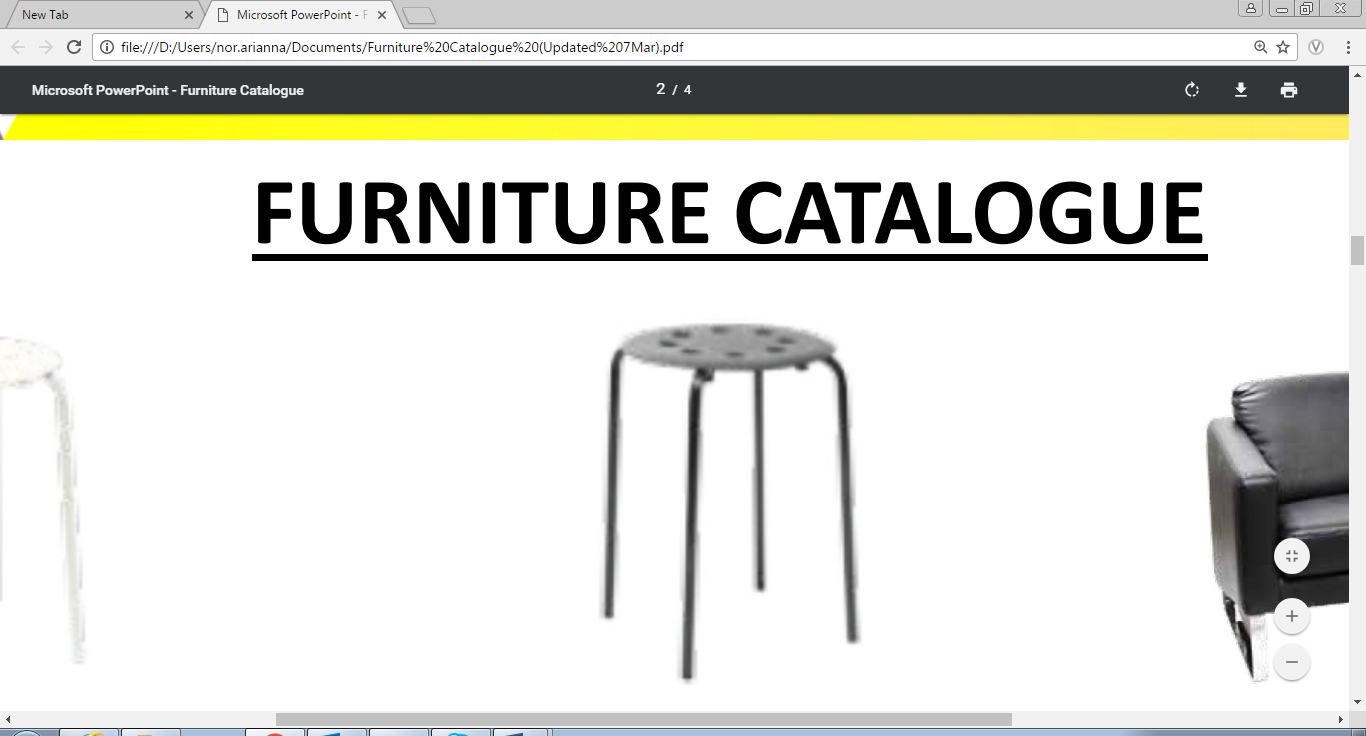 New Tab
Microsoft PowerPoint - F
file:///D:/Users/nor.arianna/Documents/Furniture%20Catalogue%20(Updated%207Mar).pdf
Microsoft PowerPoint - Furniture Catalogue
2 / 4
FURNITURE CATALOGUE